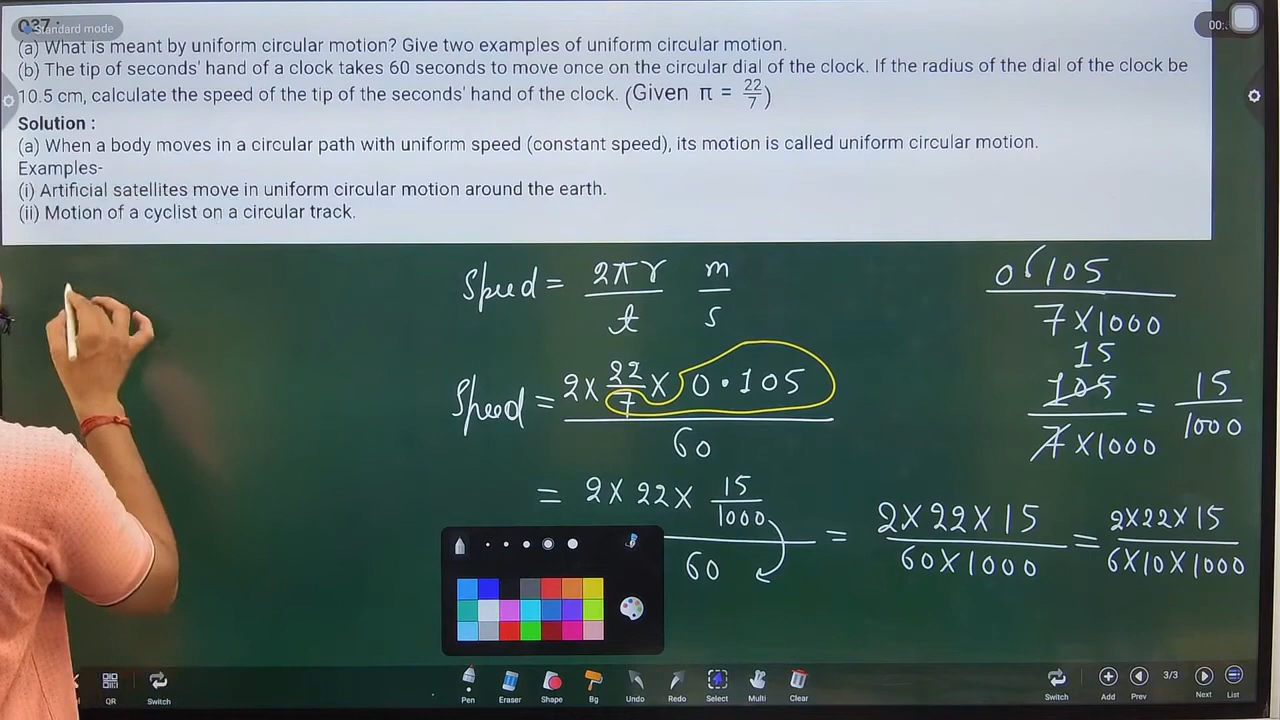 Q37 :
Standard mode
00:
(a) What is meant by uniform circular motion? Give two examples of uniform circular motion.
(b) The tip of seconds' hand of a clock takes 60 seconds to move once on the circular dial of the clock. If the radius of the dial of the clock be
10.5 cm, calculate the speed of the tip of the seconds' hand of the clock. (Given π = 22/7)
Solution :
(a) When a body moves in a circular path with uniform speed (constant speed), its motion is called uniform circular motion.
Examples-
(i) Artificial satellites move in uniform circular motion around the earth.
(ii) Motion of a cyclist on a circular track.
Speed = 2πr/t m/s
Speed = 2 × 22/7 × 0.105 / 60
= 2 × 22 × 15/1000 / 60 = 2×22×15 / 60×1000 = 2×22×15 / 6×10×1000
105 / 7×1000
15
105 / 7×1000 = 15/1000
QR
Switch
Pen
Eraser
Shape
Bg
Undo
Redo
Select
Multi
Clear
Switch
Add
Prev
3/3
Next
List